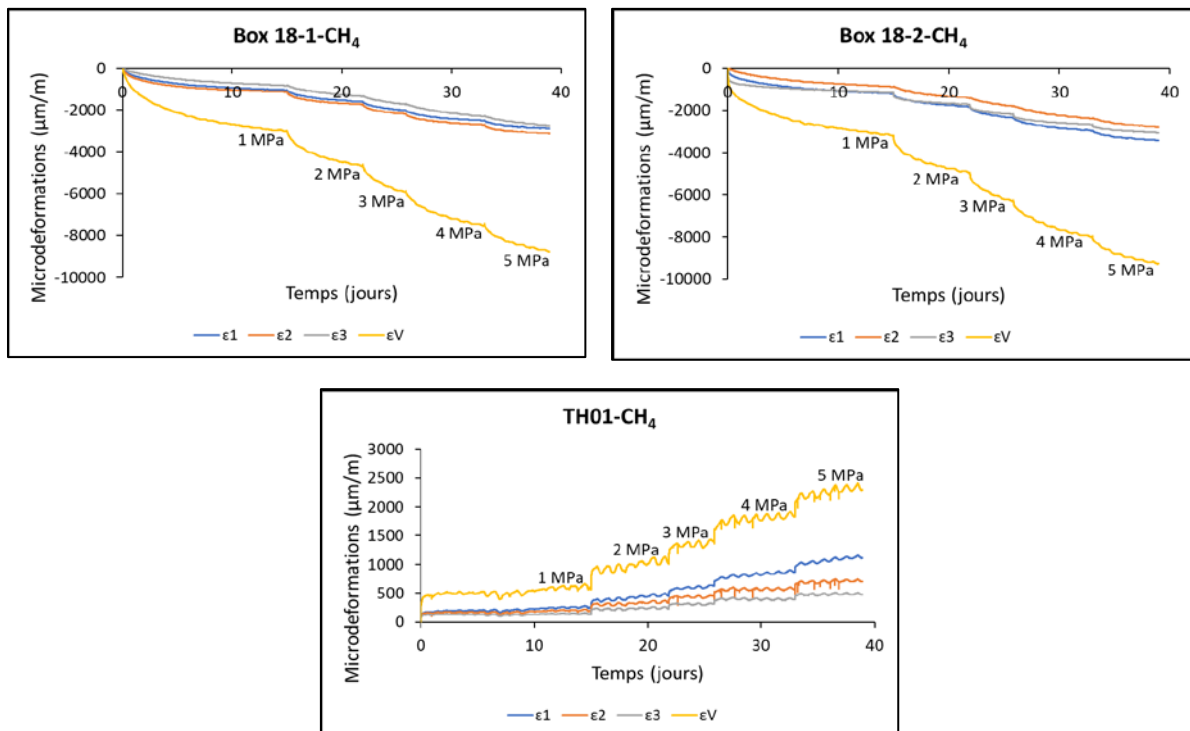 Box 18-1-CH₄
Microdeformations (µm/m)
0
-2000
-4000
-6000
-8000
-10000
0 10 20 30 40
1 MPa
2 MPa
3 MPa
4 MPa
5 MPa
Temps (jours)
ε1 ε2 ε3 εV
Box 18-2-CH₄
Microdeformations (µm/m)
0
-2000
-4000
-6000
-8000
-10000
0 10 20 30 40
1 MPa
2 MPa
3 MPa
4 MPa
5 MPa
Temps (jours)
ε1 ε2 ε3 εV
TH01-CH₄
Microdeformations (µm/m)
3000
2500
2000
1500
1000
500
0
1 MPa
2 MPa
3 MPa
4 MPa
5 MPa
0 10 20 30 40
Temps (jours)
ε1 ε2 ε3 εV